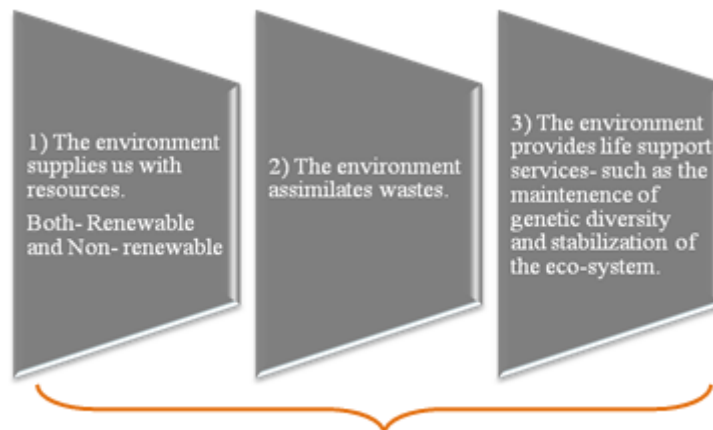 1) The environment
supplies us with
resources.
Both- Renewable
and Non- renewable
2) The environment
assimilates wastes.
3) The environment
provides life support
services- such as the
maintenence of
genetic diversity
and stabilization of
the eco-system.